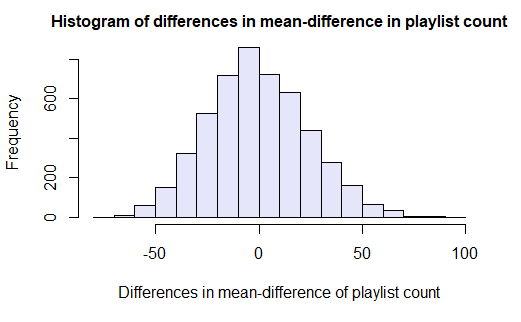 Histogram of differences in mean-difference in playlist count
Frequency
600
200
0
-50
0
50
100
Differences in mean-difference of playlist count